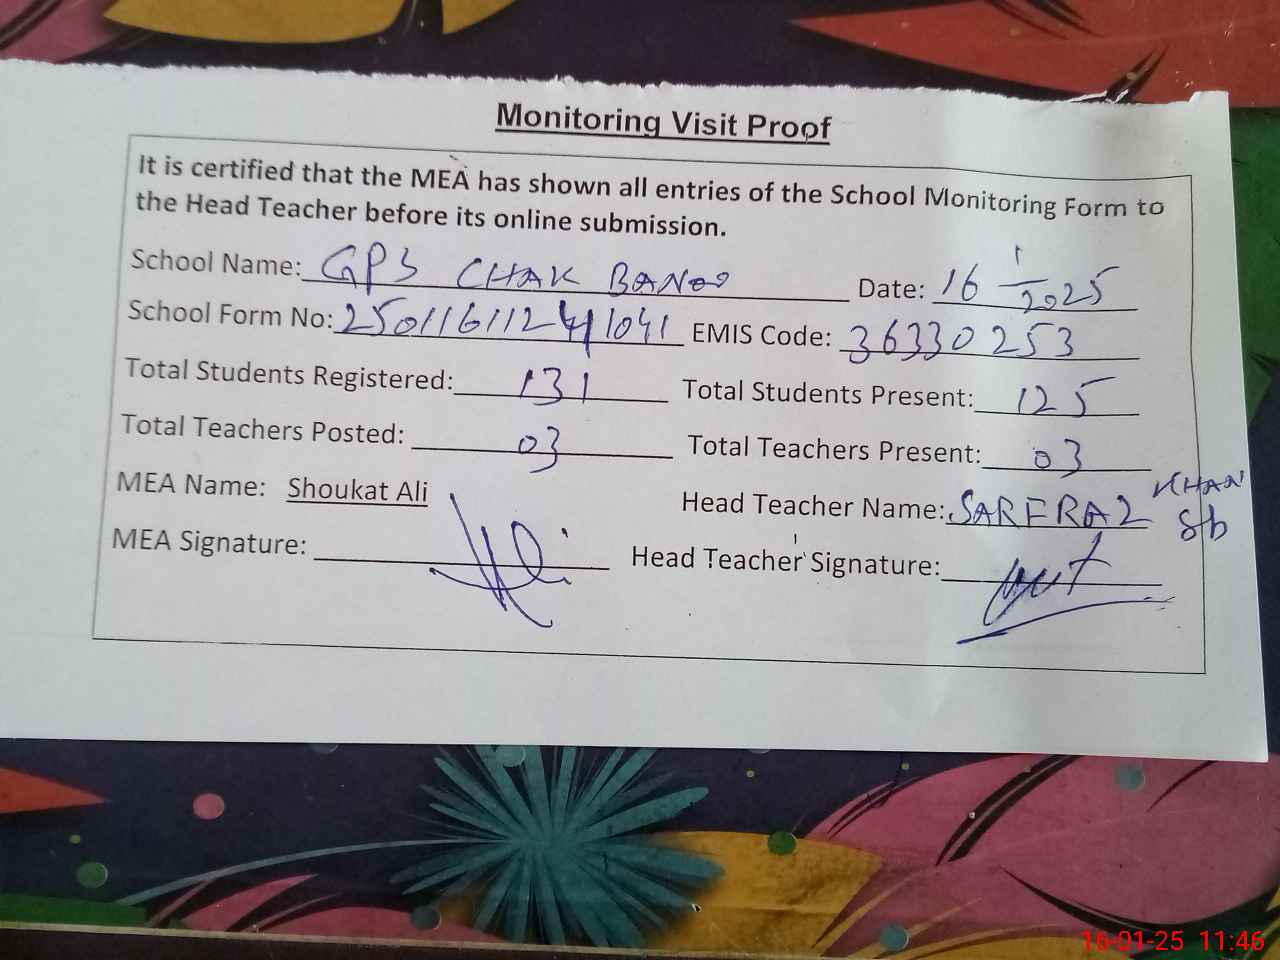 Monitoring Visit Proof
It is certified that the MEA has shown all entries of the School Monitoring Form to
the Head Teacher before its online submission.
School Name: GPS CHAK BANOO Date: 16 1/2025
School Form No: 250116112441041 EMIS Code: 36330253
Total Students Registered: 131 Total Students Present: 125
Total Teachers Posted: 03 Total Teachers Present: 03
MEA Name: Shoukat Ali Head Teacher Name: SARFRAZ KHAN Sb
MEA Signature: Head Teacher Signature:
16-01-25 11:46